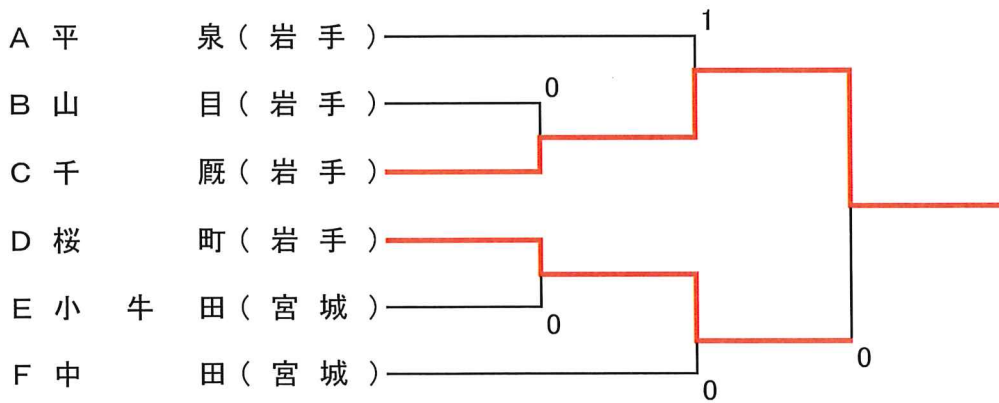 A 平泉(岩手)
1
B 山目(岩手)
0
C 千厩(岩手)
D 桜町(岩手)
E 小牛田(宮城)
0
F 中田(宮城)
0
0